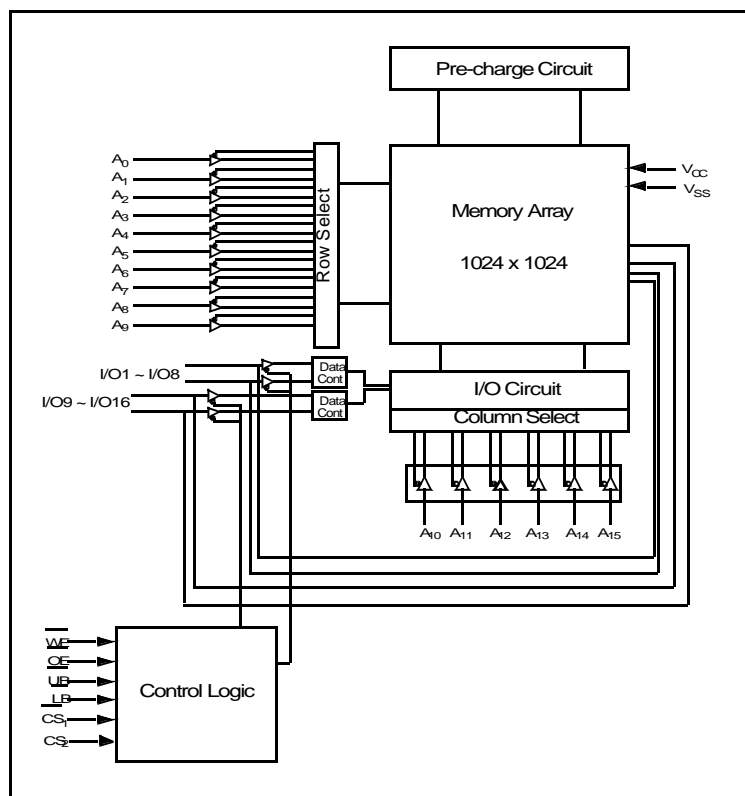 Pre-charge Circuit
A0
A1
A2
A3
A4
A5
A6
A7
A8
A9
Row Select
Memory Array
1024 x 1024
VCC
VSS
I/O1 ~ I/O8
I/O9 ~ I/O16
Data
Cont
Data
Cont
I/O Circuit
Column Select
A10
A11
A12
A13
A14
A15
WE
OE
UB
LB
CS1
CS2
Control Logic